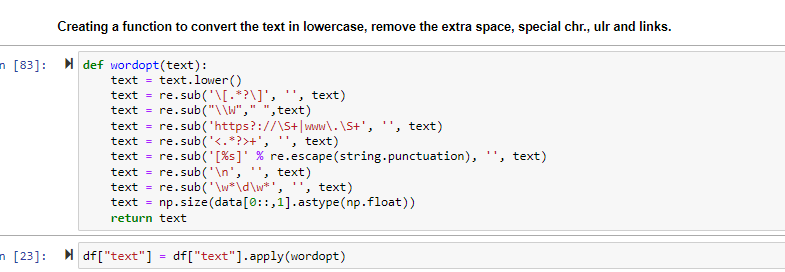 Creating a function to convert the text in lowercase, remove the extra space, special chr., ulr and links.
n [83]: def wordopt(text):
text = text.lower()
text = re.sub('\[.*?\]', '', text)
text = re.sub("\\W"," ",text)
text = re.sub('https?://\S+|www\.\S+', '', text)
text = re.sub('<.*?>+', '', text)
text = re.sub('[%s]' % re.escape(string.punctuation), '', text)
text = re.sub('\n', '', text)
text = re.sub('\w*\d\w*', '', text)
text = np.size(data[0::,1].astype(np.float))
return text
n [23]: df["text"] = df["text"].apply(wordopt)